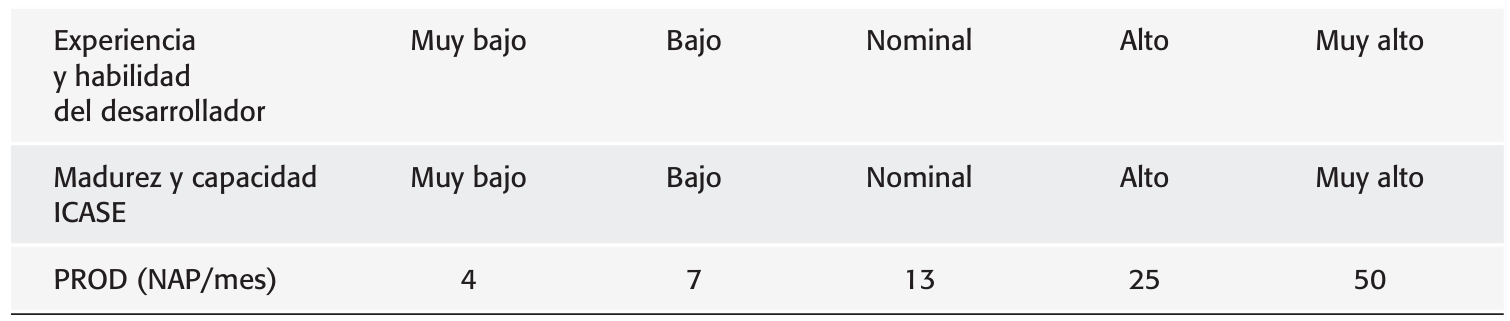 Experiencia Muy bajo Bajo Nominal Alto Muy alto
y habilidad
del desarrollador
Madurez y capacidad Muy bajo Bajo Nominal Alto Muy alto
ICASE
PROD (NAP/mes) 4 7 13 25 50